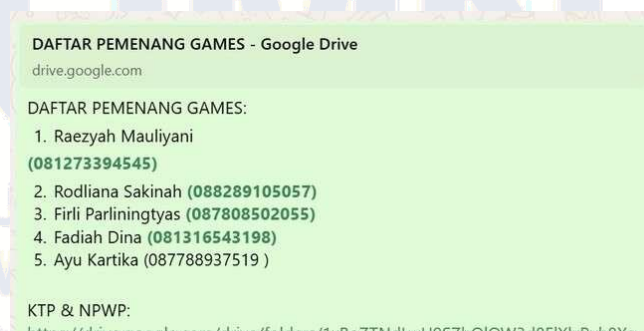 DAFTAR PEMENANG GAMES - Google Drive
drive.google.com
DAFTAR PEMENANG GAMES:
1. Raezyah Mauliyani
(081273394545)
2. Rodliana Sakinah (088289105057)
3. Firli Parliningtyas (087808502055)
4. Fadiah Dina (081316543198)
5. Ayu Kartika (087788937519 )
KTP & NPWP: